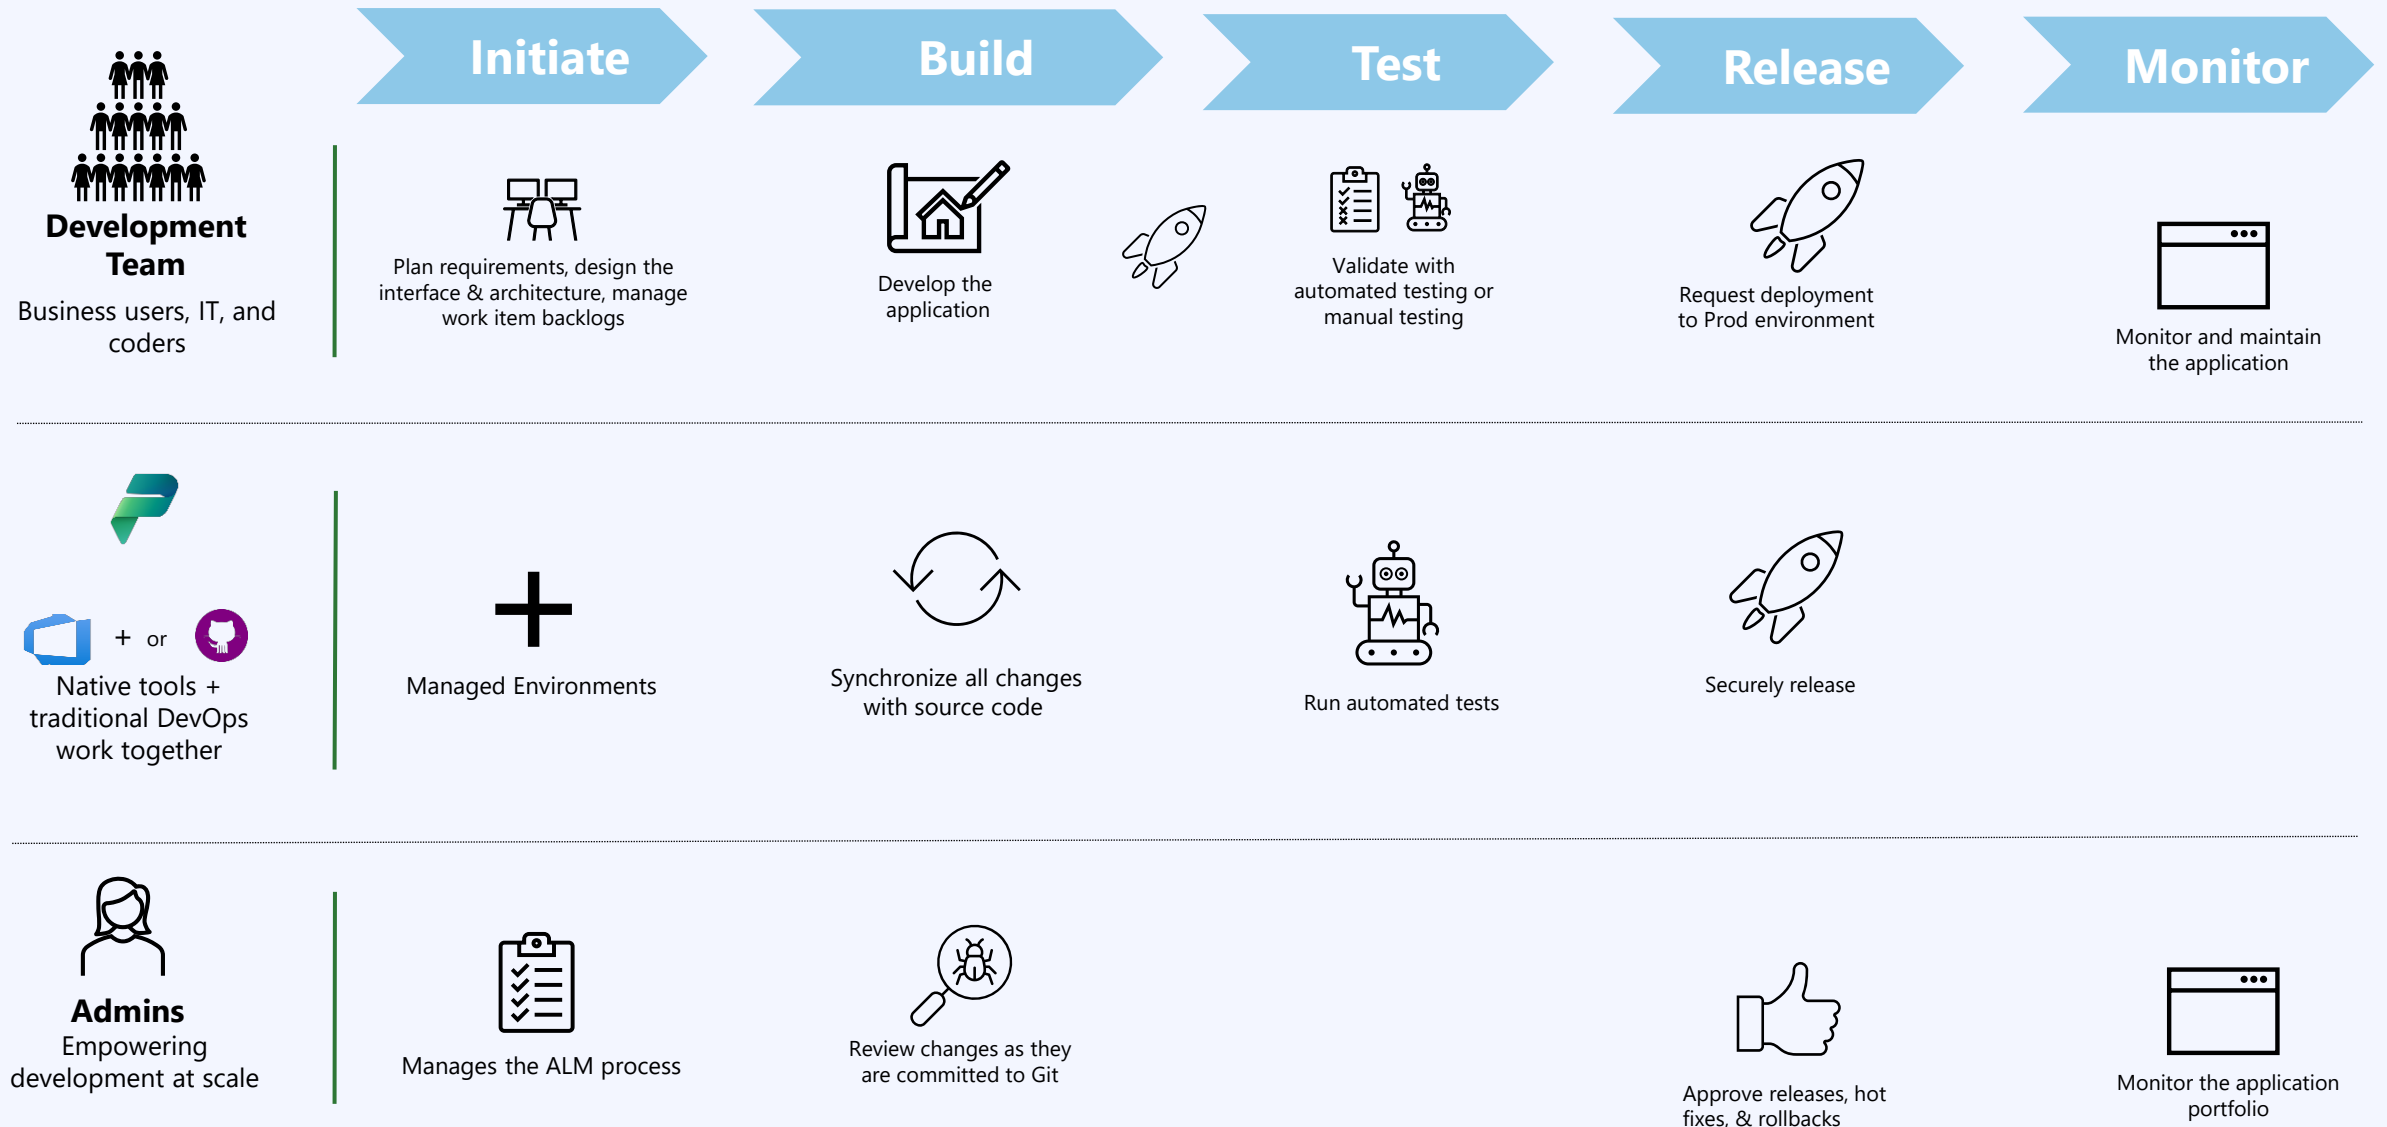 Initiate
Build
Test
Release
Monitor
Development
Team
Business users, IT, and
coders
Plan requirements, design the
interface & architecture, manage
work item backlogs
Develop the
application
Validate with
automated testing or
manual testing
Request deployment
to Prod environment
Monitor and maintain
the application
+ or
Native tools +
traditional DevOps
work together
Managed Environments
Synchronize all changes
with source code
Run automated tests
Securely release
Admins
Empowering
development at scale
Manages the ALM process
Review changes as they
are committed to Git
Approve releases, hot
fixes, & rollbacks
Monitor the application
portfolio